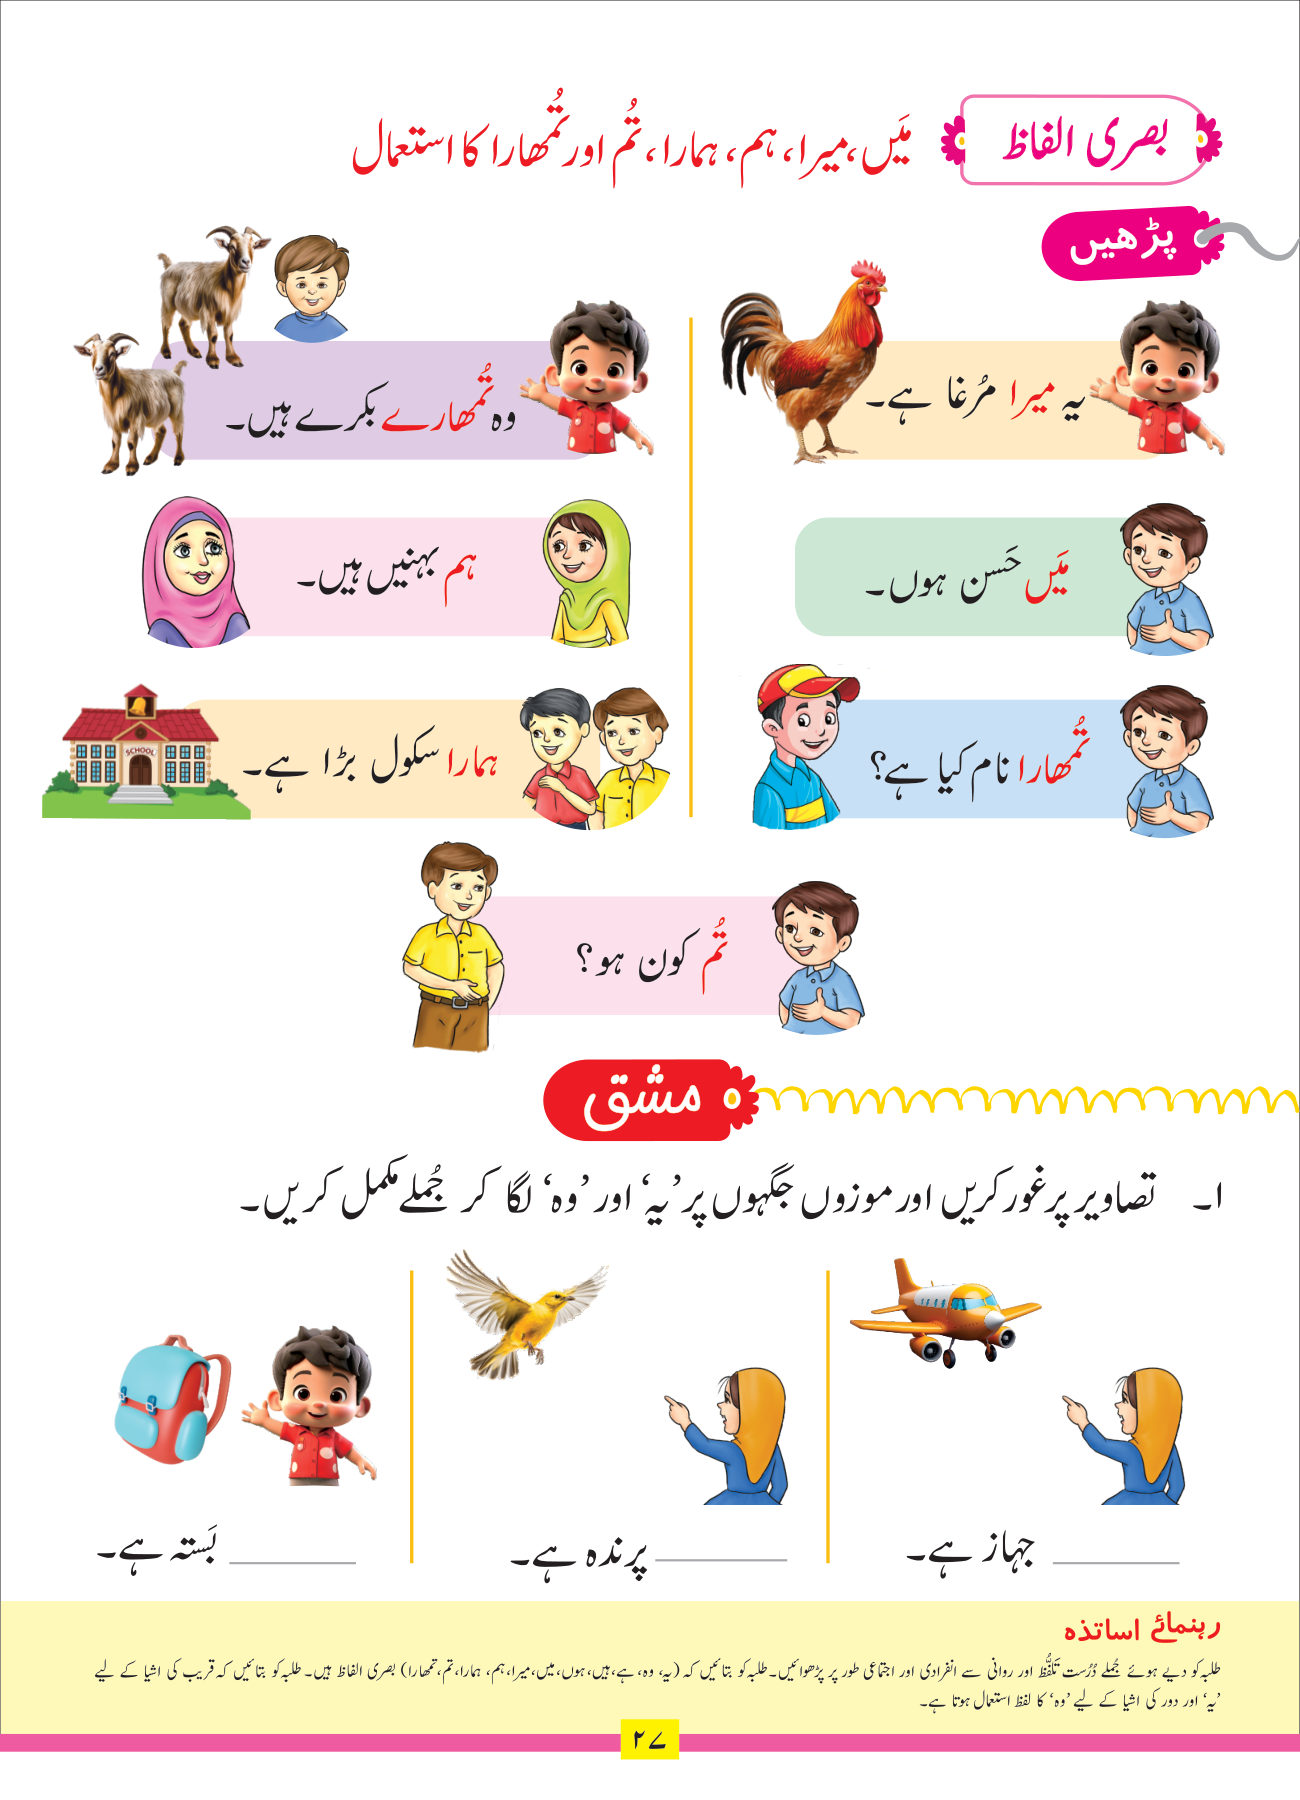 بصری الفاظ
مَیں، میرا، ہم، ہمارا، تُم اور تُمھارا کا استعمال
پڑھیں
یہ میرا مُرغا ہے۔
مَیں حَسن ہوں۔
تُمھارا نام کیا ہے؟
وہ تُمھارے بکرے ہیں۔
ہم بہنیں ہیں۔
ہمارا سکول بڑا ہے۔
SCHOOL
تُم کون ہو؟
مشق
۱۔ تصاویر پر غور کریں اور موزوں جگہوں پر ’یہ‘ اور ’وہ‘ لگا کر جُملے مکمل کریں۔
_____ جہاز ہے۔
_____ پرندہ ہے۔
_____ بَستہ ہے۔
رہنمائے اساتذہ
طلبہ کو دیے ہوئے جُملے دُرست تَلَفُّظ اور روانی سے انفرادی اور اجتماعی طور پر پڑھوائیں۔ طلبہ کو بتائیں کہ (یہ، وہ، ہے، ہیں، ہوں، میں، میرا، ہم، ہمارا، تم، تمھارا) بصری الفاظ ہیں۔ طلبہ کو بتائیں کہ قریب کی اشیا کے لیے
’یہ‘ اور دور کی اشیا کے لیے ’وہ‘ کا لفظ استعمال ہوتا ہے۔
۲۷